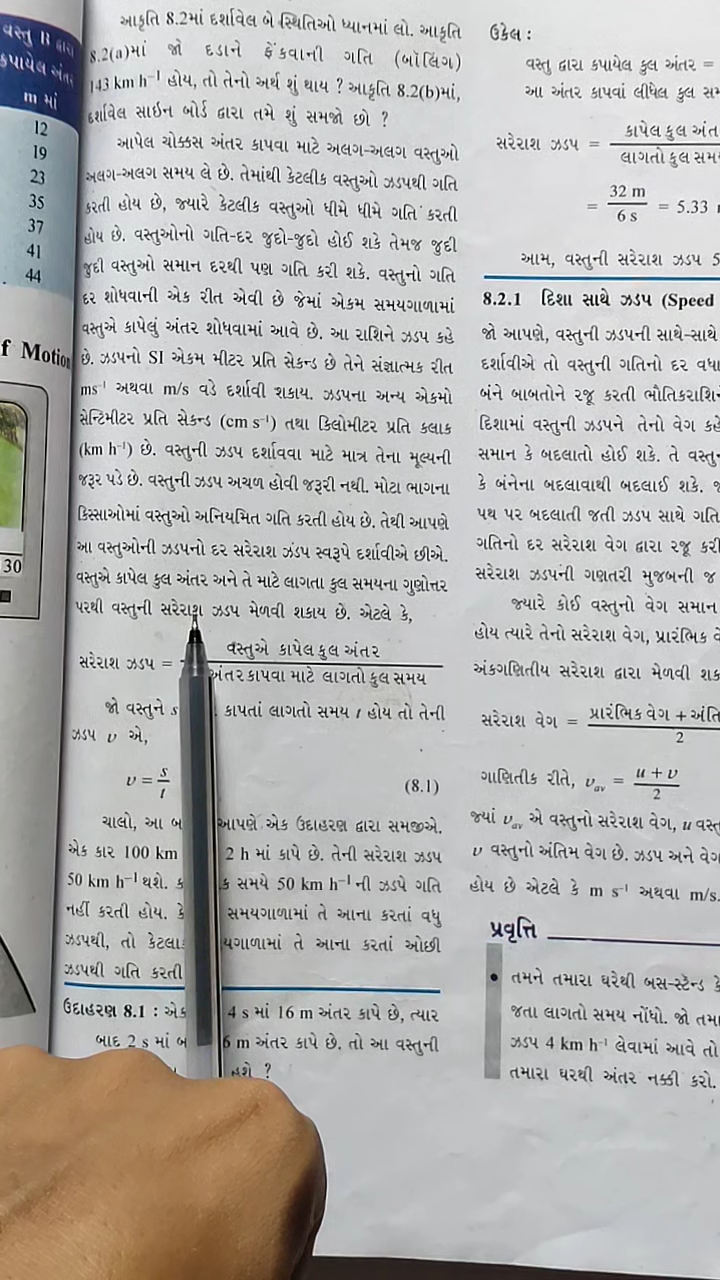 વસ્તુ B દ્વારા
કપાયેલ અંતર
m માં
12
19
23
35
37
41
44
f Motion
30
આકૃતિ 8.2માં દર્શાવેલ બે સ્થિતિઓ ધ્યાનમાં લો. આકૃતિ
8.2(a)માં જો દડાને ફેંકવાની ગતિ (બૉલિંગ)
143 km h⁻¹ હોય, તો તેનો અર્થ શું થાય ? આકૃતિ 8.2(b)માં,
દર્શાવેલ સાઇન બોર્ડ દ્વારા તમે શું સમજો છો ?
આપેલ ચોક્કસ અંતર કાપવા માટે અલગ-અલગ વસ્તુઓ
અલગ-અલગ સમય લે છે. તેમાંથી કેટલીક વસ્તુઓ ઝડપથી ગતિ
કરતી હોય છે, જ્યારે કેટલીક વસ્તુઓ ધીમે ધીમે ગતિ કરતી
હોય છે. વસ્તુઓનો ગતિ-દર જુદો-જુદો હોઈ શકે તેમજ જુદી
જુદી વસ્તુઓ સમાન દરથી પણ ગતિ કરી શકે. વસ્તુનો ગતિ
દર શોધવાની એક રીત એવી છે જેમાં એકમ સમયગાળામાં
વસ્તુએ કાપેલું અંતર શોધવામાં આવે છે. આ રાશિને ઝડપ કહે
છે. ઝડપનો SI એકમ મીટર પ્રતિ સેકન્ડ છે તેને સંજ્ઞાત્મક રીત
ms⁻¹ અથવા m/s વડે દર્શાવી શકાય. ઝડપના અન્ય એકમો
સેન્ટિમીટર પ્રતિ સેકન્ડ (cm s⁻¹) તથા કિલોમીટર પ્રતિ કલાક
(km h⁻¹) છે. વસ્તુની ઝડપ દર્શાવવા માટે માત્ર તેના મૂલ્યની
જરૂર પડે છે. વસ્તુની ઝડપ અચળ હોવી જરૂરી નથી. મોટા ભાગના
કિસ્સાઓમાં વસ્તુઓ અનિયમિત ગતિ કરતી હોય છે. તેથી આપણે
આ વસ્તુઓની ઝડપનો દર સરેરાશ ઝડપ સ્વરૂપે દર્શાવીએ છીએ.
વસ્તુએ કાપેલ કુલ અંતર અને તે માટે લાગતા કુલ સમયના ગુણોત્તર
પરથી વસ્તુની સરેરાશ ઝડપ મેળવી શકાય છે. એટલે કે,
સરેરાશ ઝડપ = વસ્તુએ કાપેલ કુલ અંતર
અંતર કાપવા માટે લાગતો કુલ સમય
જો વસ્તુને s કાપતાં લાગતો સમય t હોય તો તેની
ઝડપ v એ,
v = s/t (8.1)
ચાલો, આ આપણે એક ઉદાહરણ દ્વારા સમજીએ.
એક કાર 100 km 2 h માં કાપે છે. તેની સરેરાશ ઝડપ
50 km h⁻¹ થશે. સમયે 50 km h⁻¹ ની ઝડપે ગતિ
નહીં કરતી હોય. સમયગાળામાં તે આના કરતાં વધુ
ઝડપથી, તો સમયગાળામાં તે આના કરતાં ઓછી
ઝડપથી ગતિ કરતી
ઉદાહરણ 8.1 : 4 s માં 16 m અંતર કાપે છે, ત્યાર
બાદ 2 s માં 6 m અંતર કાપે છે. તો આ વસ્તુની
હશે ?
ઉકેલ :
વસ્તુ દ્વારા કપાયેલ કુલ અંતર =
આ અંતર કાપવાં લીધેલ કુલ
સરેરાશ ઝડપ = કાપેલ કુલ
લાગતો કુલ
= 32 m / 6 s = 5.33
આમ, વસ્તુની સરેરાશ ઝડપ 5
8.2.1 દિશા સાથે ઝડપ (Speed
જો આપણે, વસ્તુની ઝડપની સાથે-સાથે
દર્શાવીએ તો વસ્તુની ગતિનો દર
બંને બાબતોને રજૂ કરતી
દિશામાં વસ્તુની ઝડપને તેનો વેગ
સમાન કે બદલાતો હોઈ શકે. તે
કે બંનેના બદલાવાથી બદલાઈ શકે.
પથ પર બદલાતી જતી ઝડપ સાથે
ગતિનો દર સરેરાશ વેગ દ્વારા રજૂ
સરેરાશ ઝડપની ગણતરી મુજબની જ
જ્યારે કોઈ વસ્તુનો વેગ સમાન
હોય ત્યારે તેનો સરેરાશ વેગ, પ્રારંભિક
અંકગણિતીય સરેરાશ દ્વારા મેળવી
સરેરાશ વેગ = પ્રારંભિક વેગ +
2
ગાણિતીક રીતે, vₐᵥ = u + v / 2
જ્યાં vₐᵥ એ વસ્તુનો સરેરાશ વેગ, u
v વસ્તુનો અંતિમ વેગ છે. ઝડપ અને
હોય છે એટલે કે m s⁻¹ અથવા m/s.
પ્રવૃત્તિ
• તમને તમારા ઘરેથી બસ-સ્ટૅન્ડ
જતા લાગતો સમય નોંધો. જો
ઝડપ 4 km h⁻¹ લેવામાં આવે તો
તમારા ઘરથી અંતર નક્કી કરો.